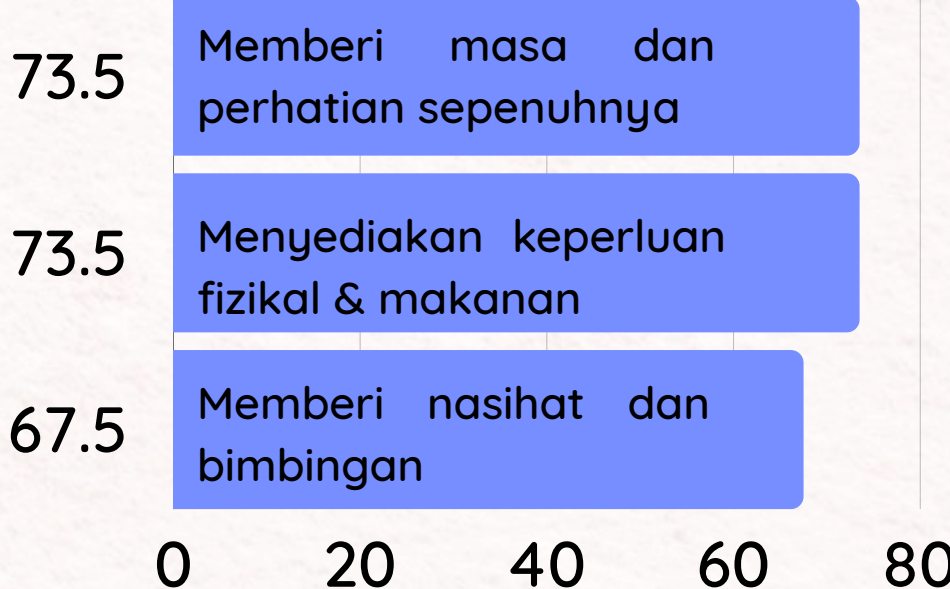 73.5
Memberi masa dan
perhatian sepenuhnya
73.5
Menyediakan keperluan
fizikal & makanan
67.5
Memberi nasihat dan
bimbingan
0 20 40 60 80